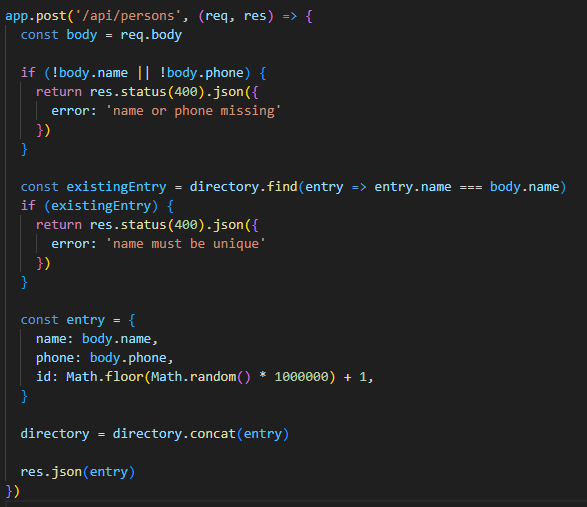 app.post('/api/persons', (req, res) => {
  const body = req.body

  if (!body.name || !body.phone) {
    return res.status(400).json({
      error: 'name or phone missing'
    })
  }

  const existingEntry = directory.find(entry => entry.name === body.name)
  if (existingEntry) {
    return res.status(400).json({
      error: 'name must be unique'
    })
  }

  const entry = {
    name: body.name,
    phone: body.phone,
    id: Math.floor(Math.random() * 1000000) + 1,
  }

  directory = directory.concat(entry)

  res.json(entry)
})